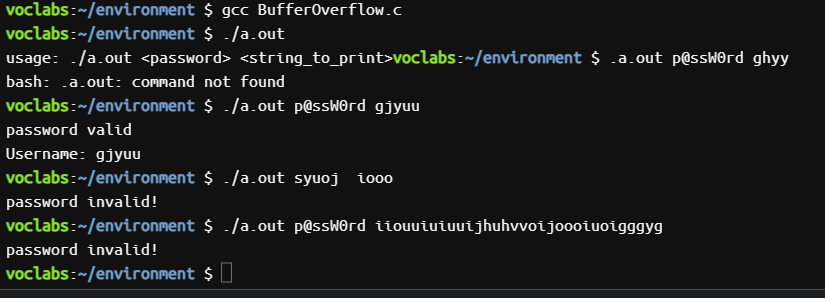 voclabs:~/environment $ gcc BufferOverflow.c
voclabs:~/environment $ ./a.out
usage: ./a.out <password> <string_to_print>voclabs:~/environment $ .a.out p@ssW0rd ghyy
bash: .a.out: command not found
voclabs:~/environment $ ./a.out p@ssW0rd gjyuu
password valid
Username: gjyuu
voclabs:~/environment $ ./a.out syuoj  iooo
password invalid!
voclabs:~/environment $ ./a.out p@ssW0rd iiouuiuiuuijhuhvvoijoooiuoigggyg
password invalid!
voclabs:~/environment $